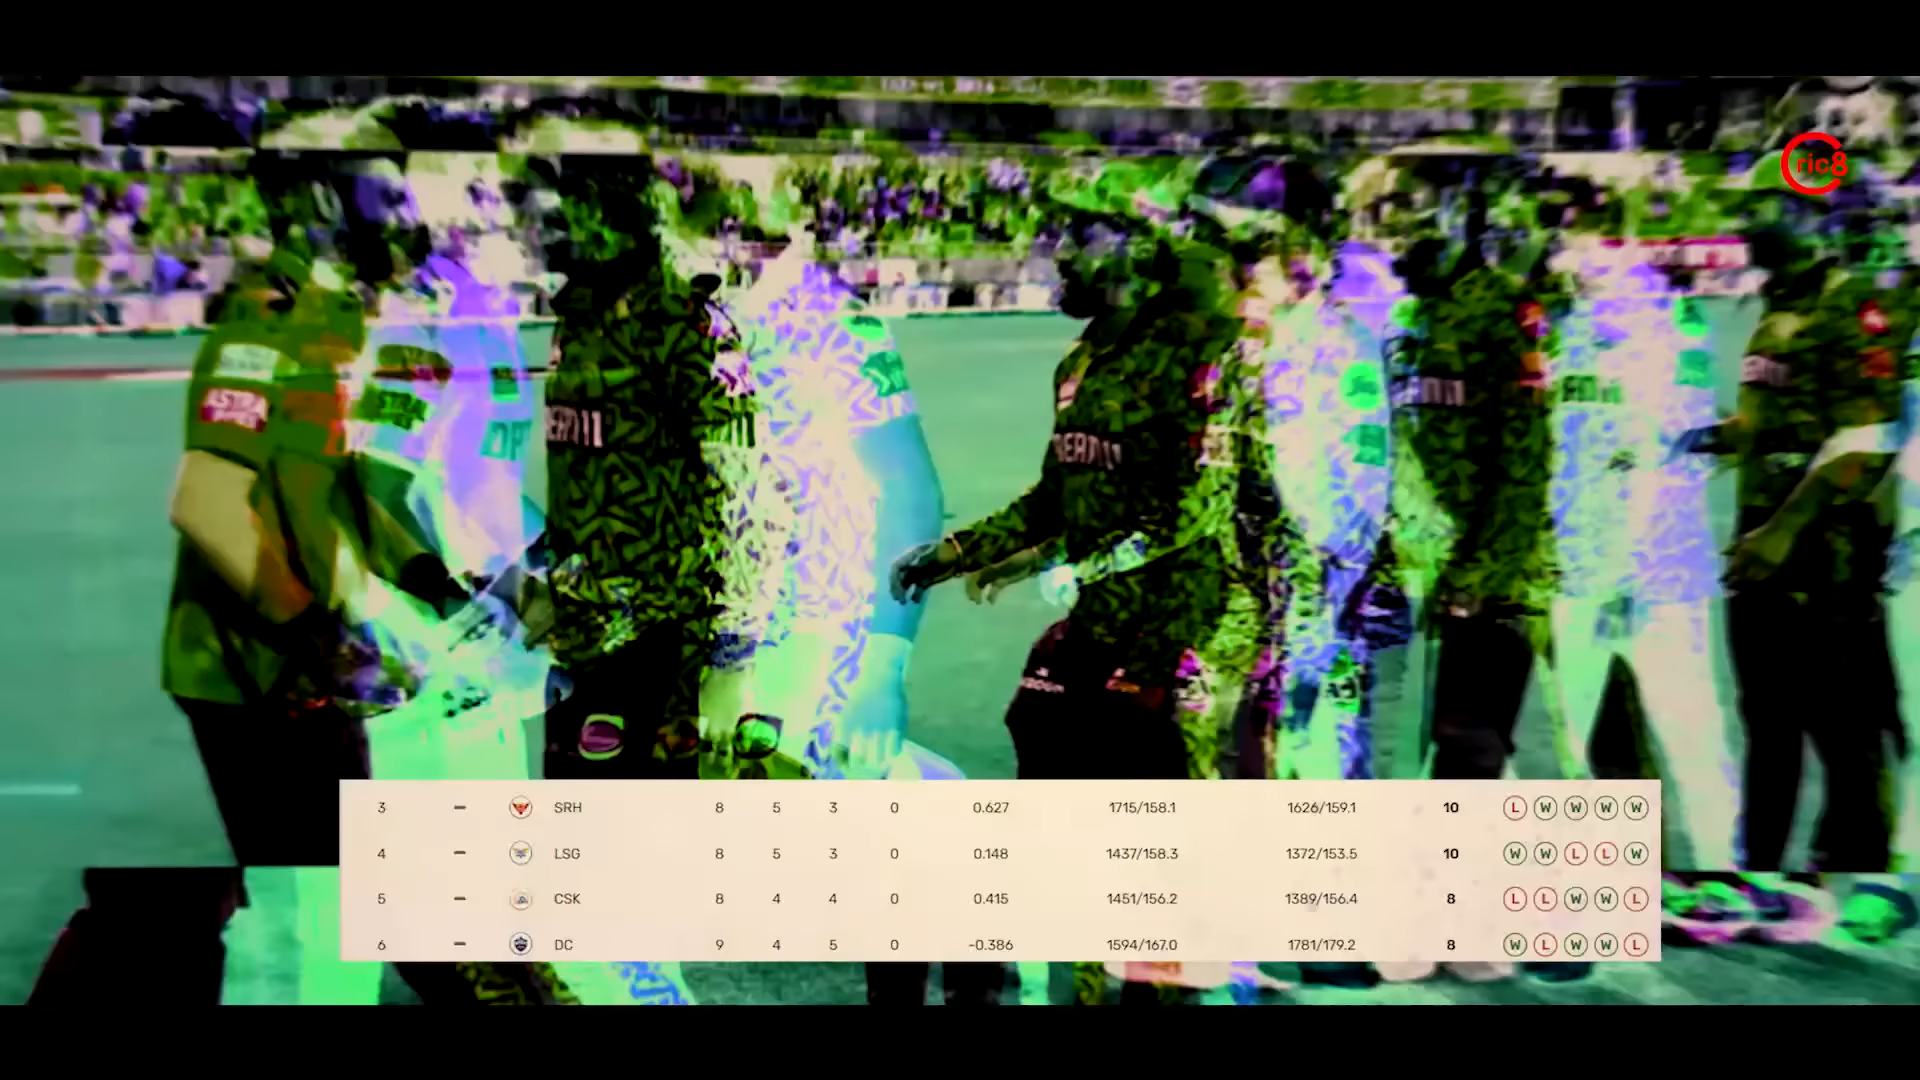 Cric8
ASTRA
DP
3 – SRH 8 5 3 0 0.627 1715/158.1 1626/159.1 10 L W W W W
4 – LSG 8 5 3 0 0.148 1437/158.3 1372/153.5 10 W W L L W
5 – CSK 8 4 4 0 0.415 1451/156.2 1389/156.4 8 L L W W L
6 – DC 9 4 5 0 -0.386 1594/167.0 1781/179.2 8 W L W W L